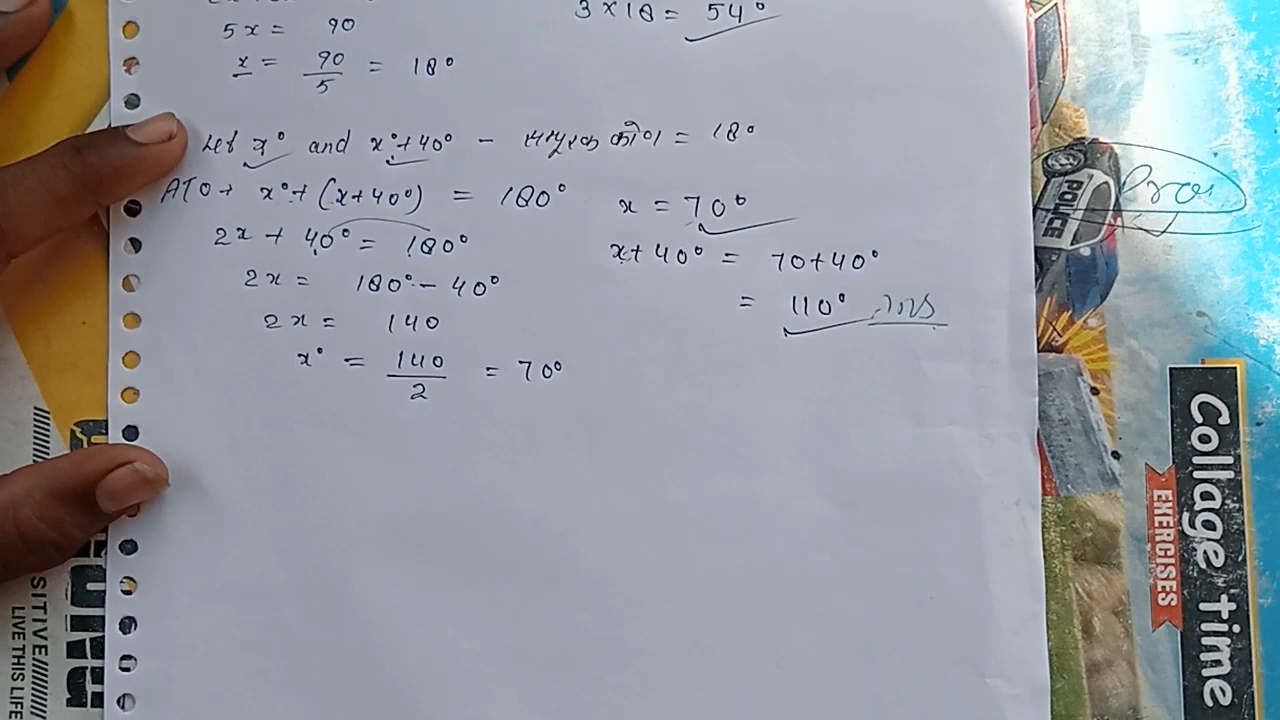 5x = 90
x = 90/5 = 18°
3 × 18 = 54°
Let x° and x°+40° - सम्पुरक कोण = 18°
ATQ → x°+(x+40°) = 180°
2x + 40° = 180°
2x = 180° - 40°
2x = 140
x° = 140/2 = 70°
x = 70°
x+40° = 70+40°
= 110° Ans
POLICE
Collage time
EXERCISES
SITIVE
LIVE THIS LIFE